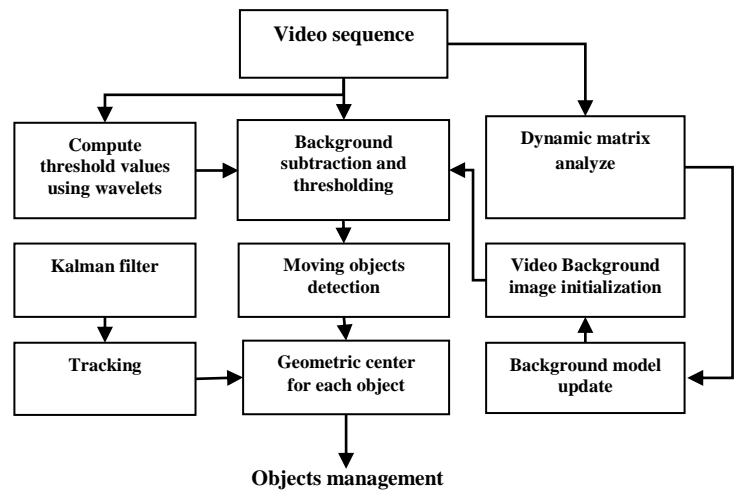 Video sequence
Compute
threshold values
using wavelets
Background
subtraction and
thresholding
Dynamic matrix
analyze
Kalman filter
Moving objects
detection
Video Background
image initialization
Tracking
Geometric center
for each object
Background model
update
Objects management